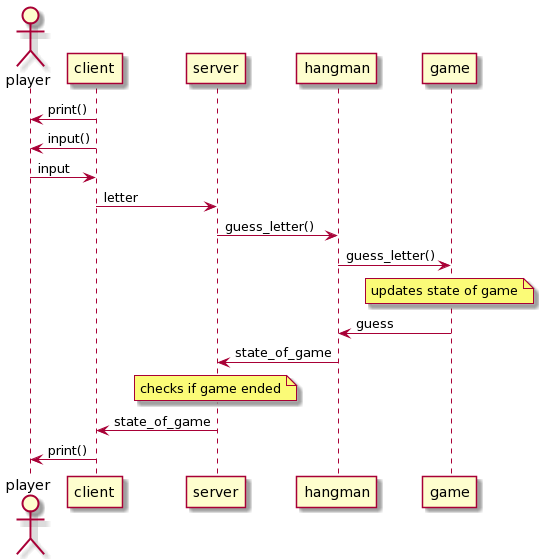 player
client
server
hangman
game
print()
input()
input
letter
guess_letter()
guess_letter()
updates state of game
guess
state_of_game
checks if game ended
state_of_game
print()
player
client
server
hangman
game